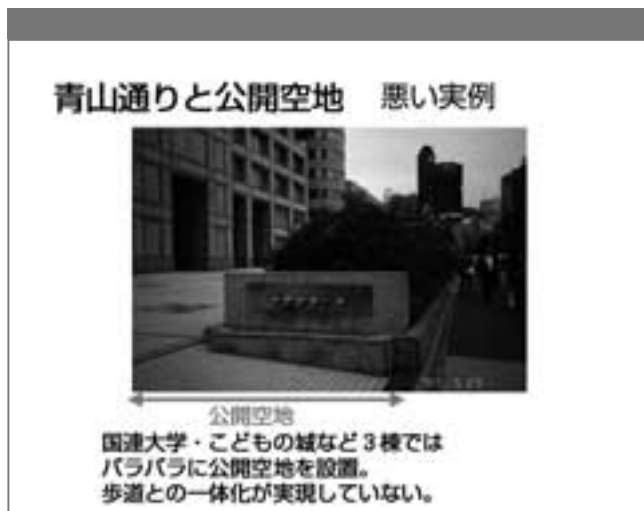 青山通りと公開空地 悪い実例
公開空地
国連大学・こどもの城など3棟では
バラバラに公開空地を設置。
歩道との一体化が実現していない。